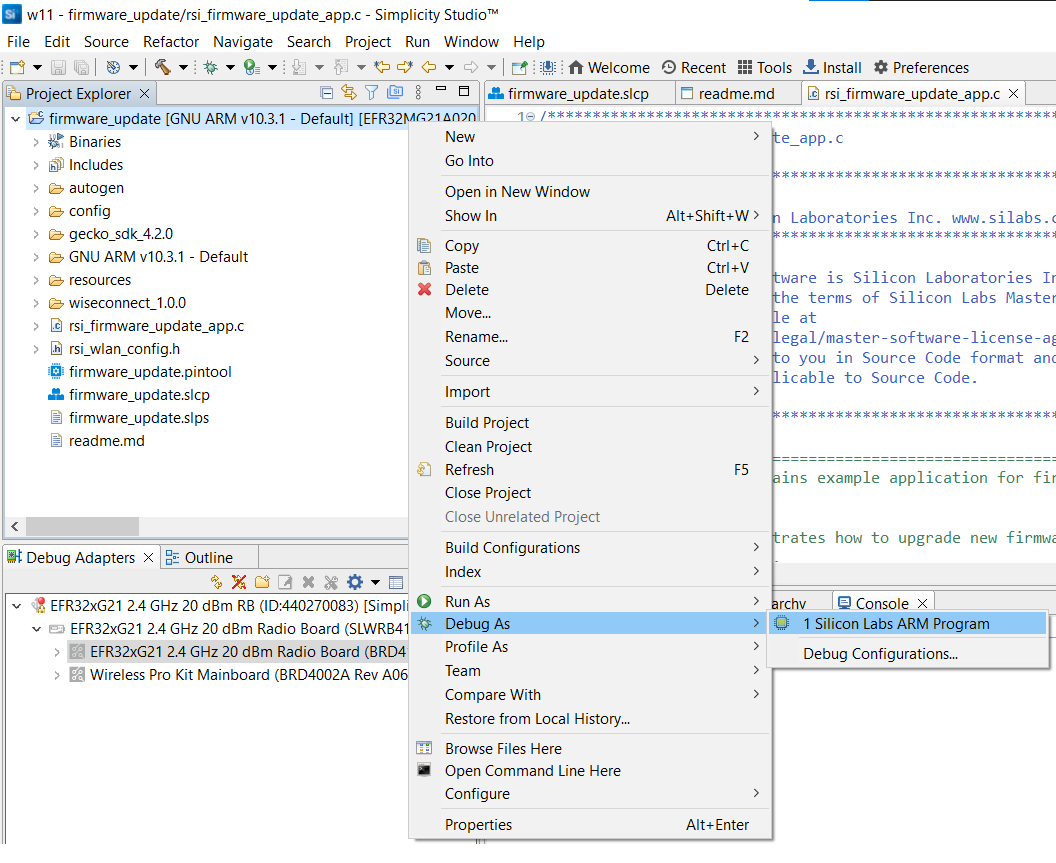 w11 - firmware_update/rsi_firmware_update_app.c - Simplicity Studio™
File Edit Source Refactor Navigate Search Project Run Window Help
Welcome Recent Tools Install Preferences
Project Explorer
firmware_update [GNU ARM v10.3.1 - Default] [EFR32MG21A020
Binaries
Includes
autogen
config
gecko_sdk_4.2.0
GNU ARM v10.3.1 - Default
resources
wiseconnect_1.0.0
rsi_firmware_update_app.c
rsi_wlan_config.h
firmware_update.pintool
firmware_update.slcp
firmware_update.slps
readme.md
Debug Adapters Outline
EFR32xG21 2.4 GHz 20 dBm RB (ID:440270083) [Simpli
EFR32xG21 2.4 GHz 20 dBm Radio Board (SLWRB41
EFR32xG21 2.4 GHz 20 dBm Radio Board (BRD41
Wireless Pro Kit Mainboard (BRD4002A Rev A06
New
Go Into
Open in New Window
Show In Alt+Shift+W
Copy Ctrl+C
Paste Ctrl+V
Delete Delete
Move...
Rename... F2
Source
Import
Build Project
Clean Project
Refresh F5
Close Project
Close Unrelated Project
Build Configurations
Index
Run As
Debug As
Profile As
Team
Compare With
Restore from Local History...
Browse Files Here
Open Command Line Here
Configure
Properties Alt+Enter
1 Silicon Labs ARM Program
Debug Configurations...
firmware_update.slcp readme.md rsi_firmware_update_app.c
1 /*********************************************************
te_app.c
********************************
n Laboratories Inc. www.silabs.c
********************************
tware is Silicon Laboratories In
the terms of Silicon Labs Master
le at
legal/master-software-license-ag
to you in Source Code format and
licable to Source Code.
********************************
================================
ains example application for fir
trates how to upgrade new firmwa
archy Console